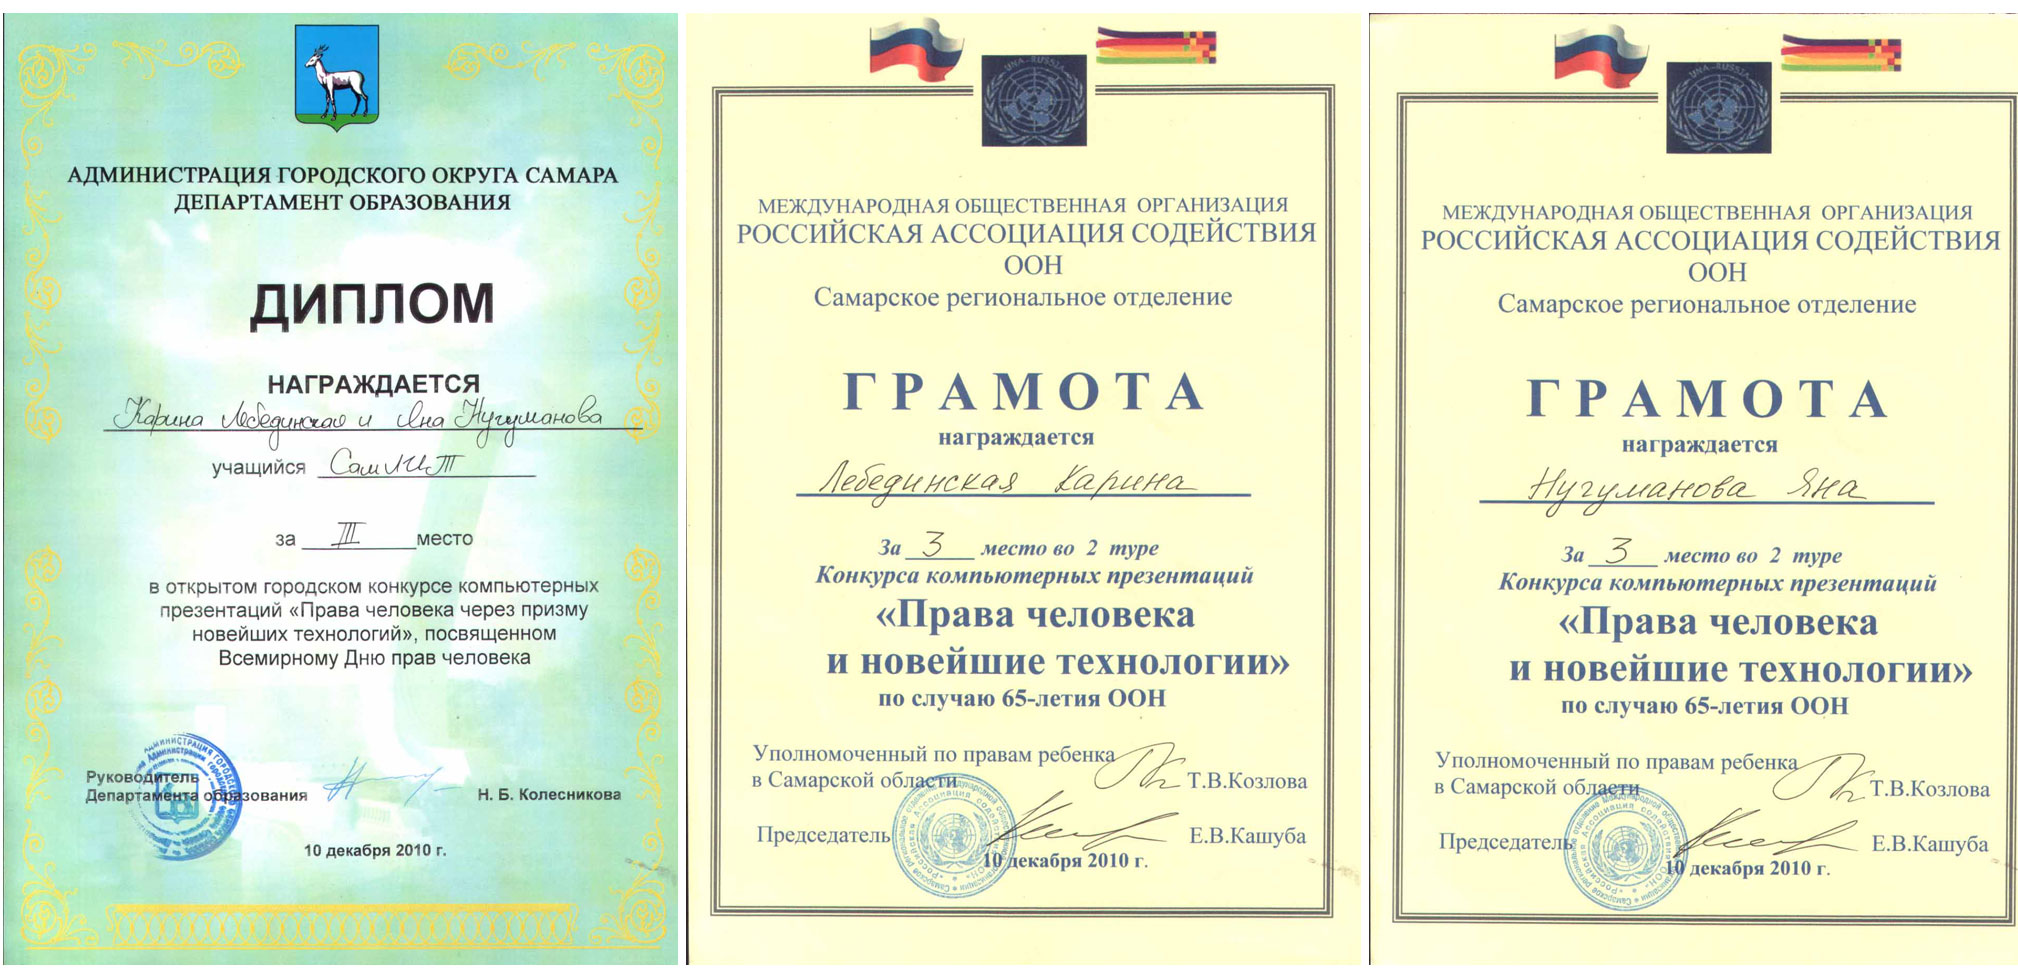 АДМИНИСТРАЦИЯ ГОРОДСКОГО ОКРУГА САМАРА
ДЕПАРТАМЕНТ ОБРАЗОВАНИЯ
ДИПЛОМ
НАГРАЖДАЕТСЯ
Карина Лебединская и Яна Нугуманова
учащийся СамЛИТ
за III место
в открытом городском конкурсе компьютерных
презентаций «Права человека через призму
новейших технологий», посвященном
Всемирному Дню прав человека
Руководитель
Департамента образования Н. Б. Колесникова
10 декабря 2010 г.
UNA-RUSSIA
МЕЖДУНАРОДНАЯ ОБЩЕСТВЕННАЯ ОРГАНИЗАЦИЯ
РОССИЙСКАЯ АССОЦИАЦИЯ СОДЕЙСТВИЯ
ООН
Самарское региональное отделение
ГРАМОТА
награждается
Лебединская Карина
За 3 место во 2 туре
Конкурса компьютерных презентаций
«Права человека
и новейшие технологии»
по случаю 65-летия ООН
Уполномоченный по правам ребенка
в Самарской области Т.В.Козлова
Председатель Е.В.Кашуба
10 декабря 2010 г.
UNA-RUSSIA
МЕЖДУНАРОДНАЯ ОБЩЕСТВЕННАЯ ОРГАНИЗАЦИЯ
РОССИЙСКАЯ АССОЦИАЦИЯ СОДЕЙСТВИЯ
ООН
Самарское региональное отделение
ГРАМОТА
награждается
Нугуманова Яна
За 3 место во 2 туре
Конкурса компьютерных презентаций
«Права человека
и новейшие технологии»
по случаю 65-летия ООН
Уполномоченный по правам ребенка
в Самарской области Т.В.Козлова
Председатель Е.В.Кашуба
10 декабря 2010 г.